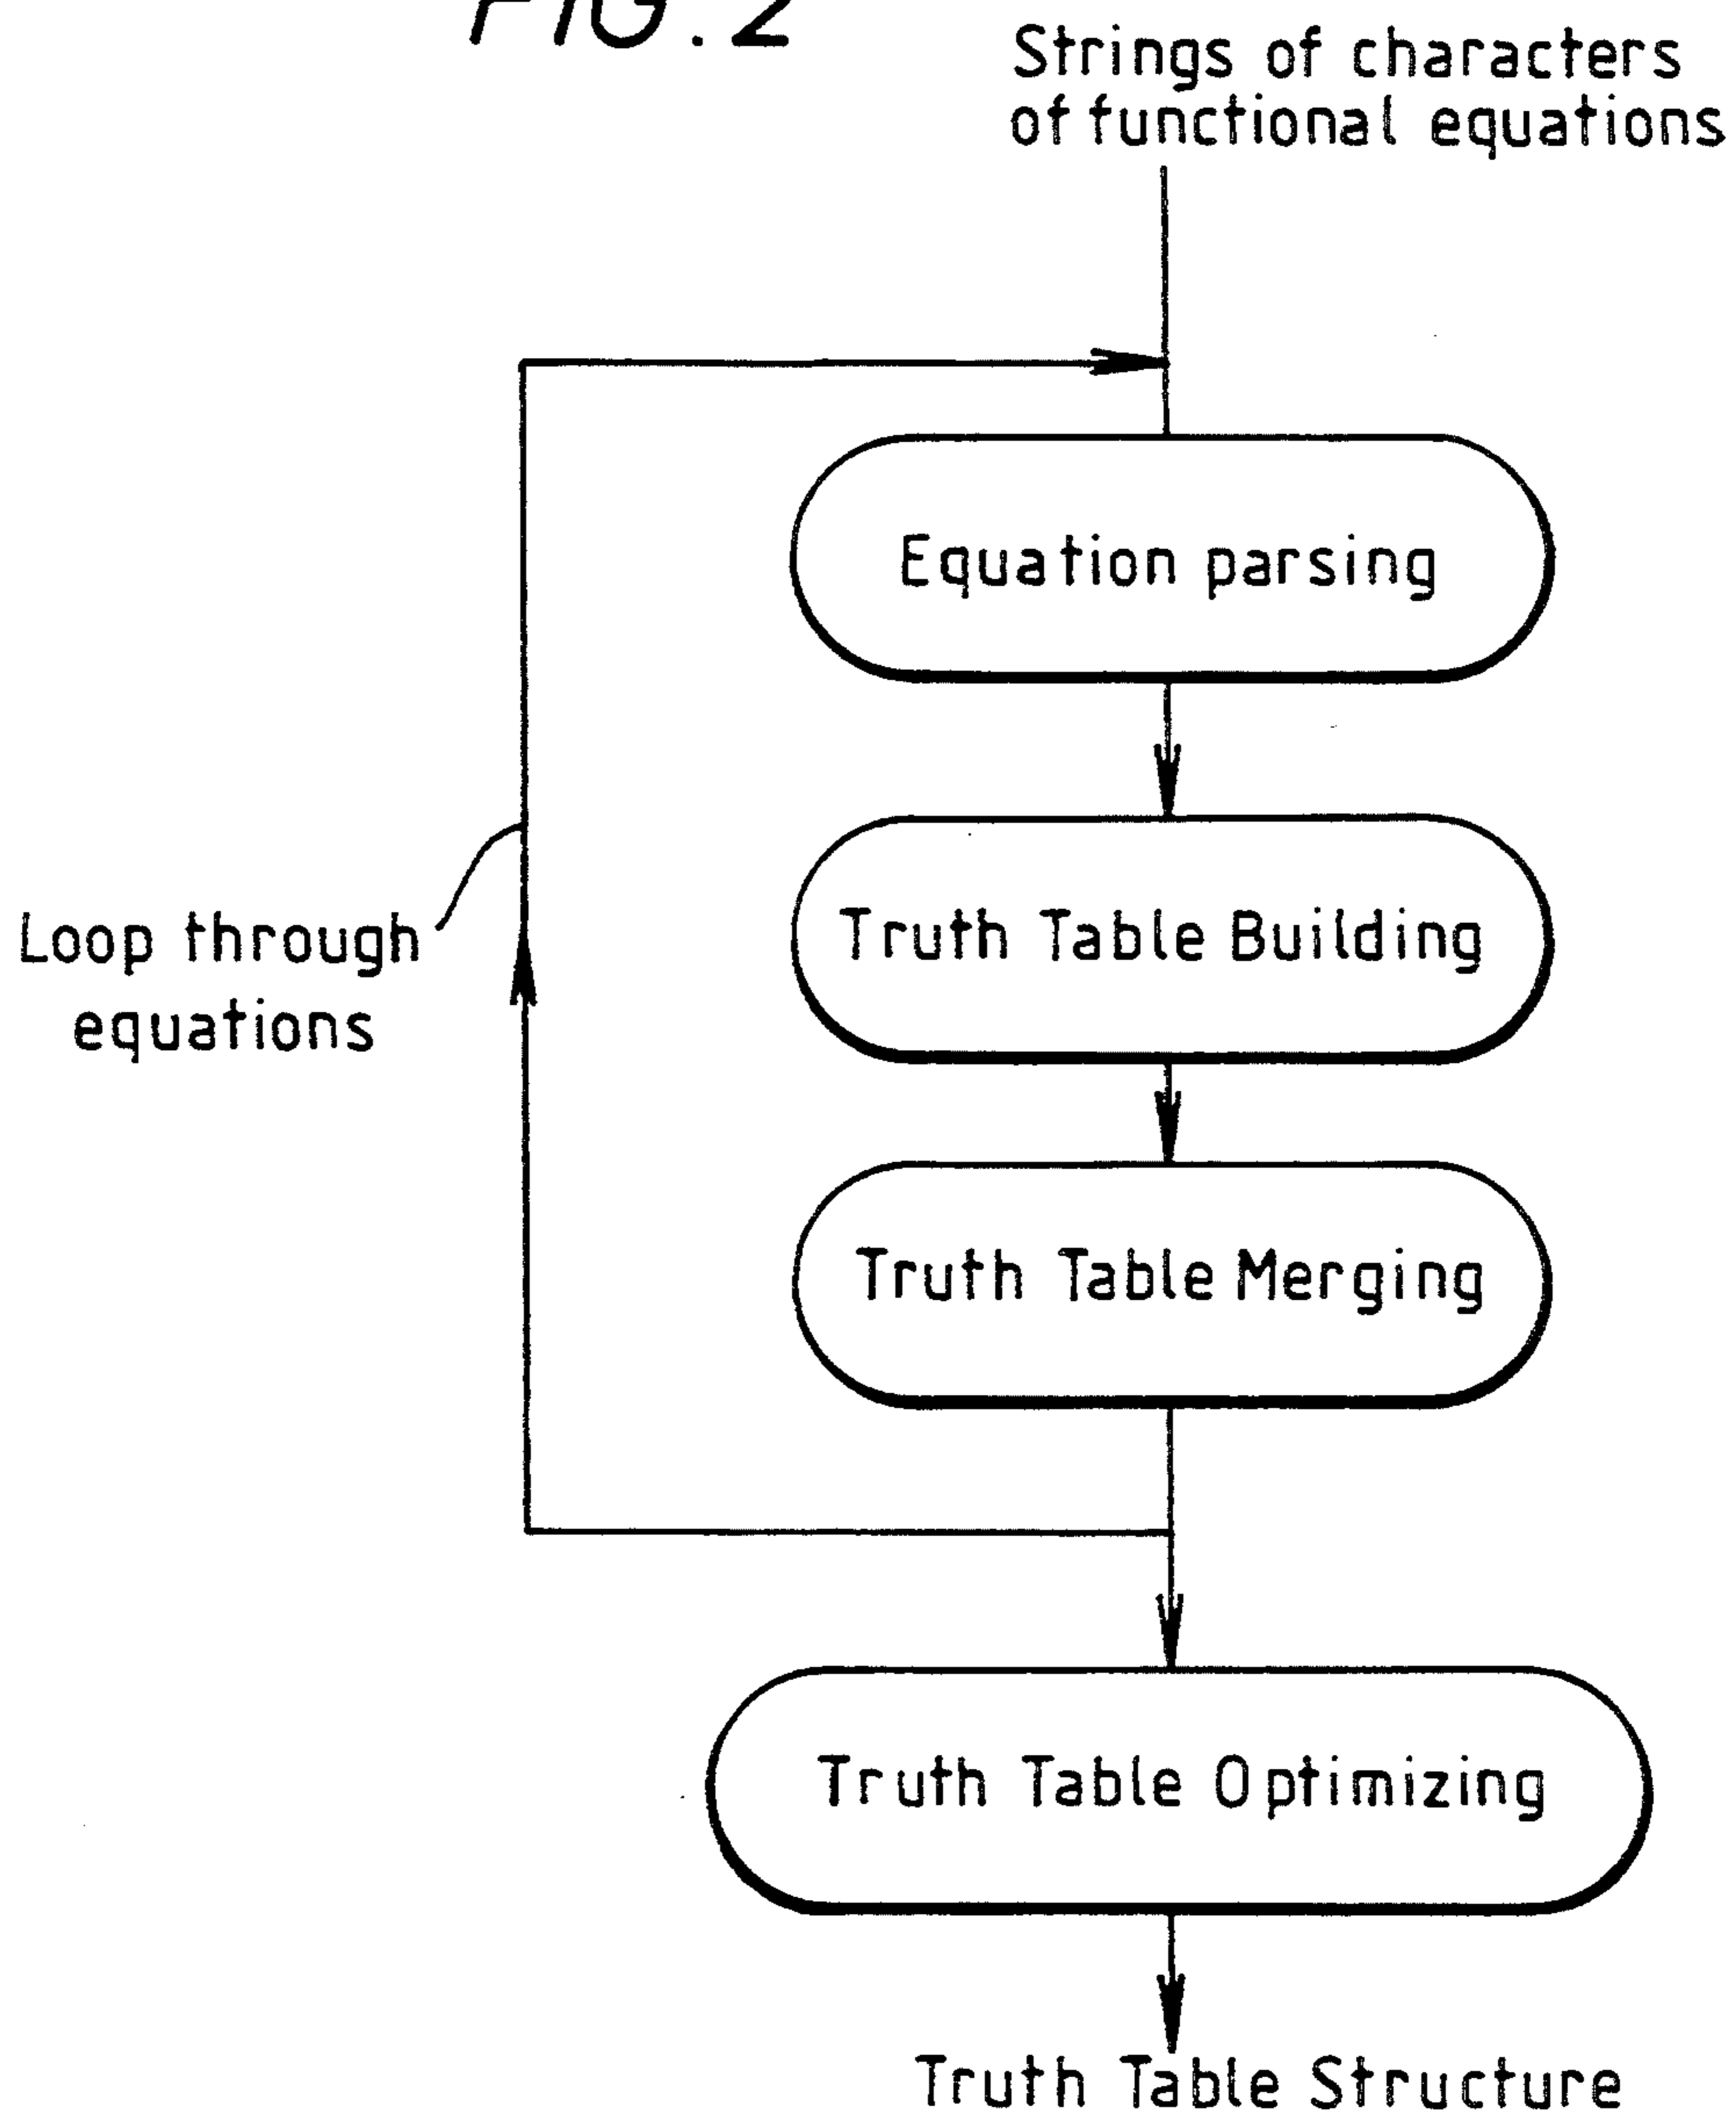 FIG. 2
Strings of characters
of functional equations
Equation parsing
Truth Table Building
Loop through
equations
Truth Table Merging
Truth Table Optimizing
Truth Table Structure